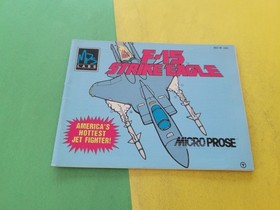 F-15
STRIKE EAGLE
AMERICA'S
HOTTEST
JET FIGHTER!
MICROPROSE